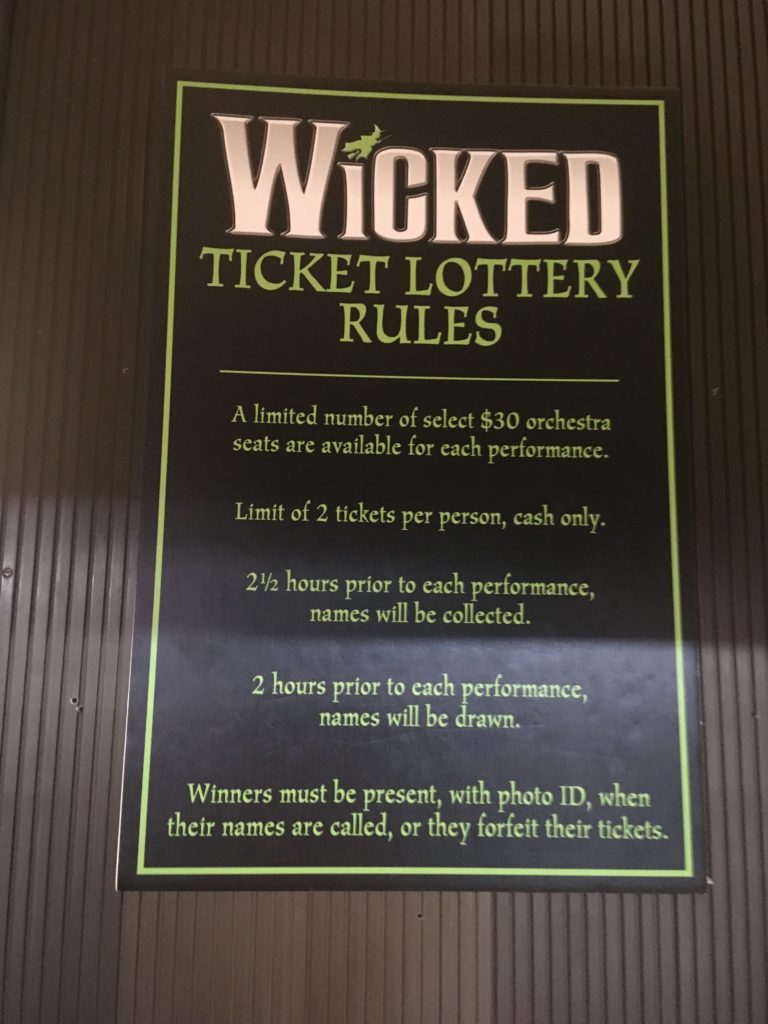 WiCKED
TICKET LOTTERY
RULES
A limited number of select $30 orchestra
seats are available for each performance.
Limit of 2 tickets per person, cash only.
2½ hours prior to each performance,
names will be collected.
2 hours prior to each performance,
names will be drawn.
Winners must be present, with photo ID, when
their names are called, or they forfeit their tickets.